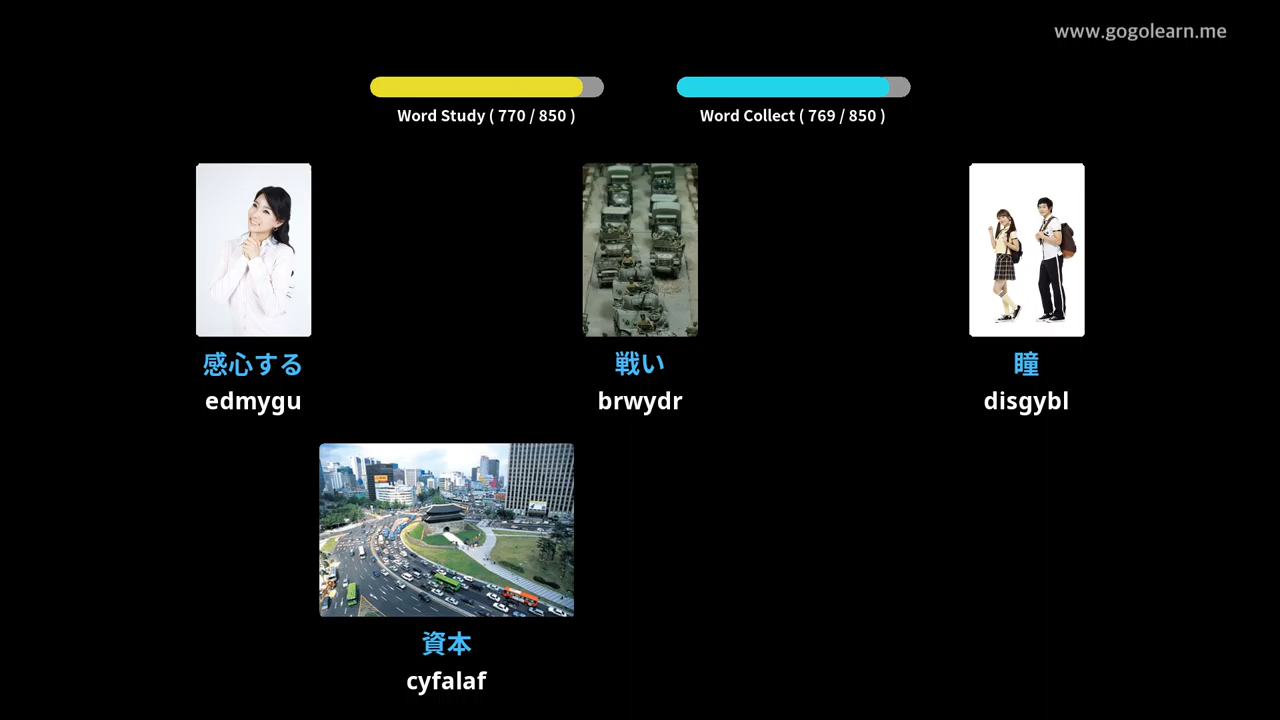 www.gogolearn.me
Word Study ( 770 / 850 )
Word Collect ( 769 / 850 )
感心する
edmygu
戦い
brwydr
瞳
disgybl
資本
cyfalaf